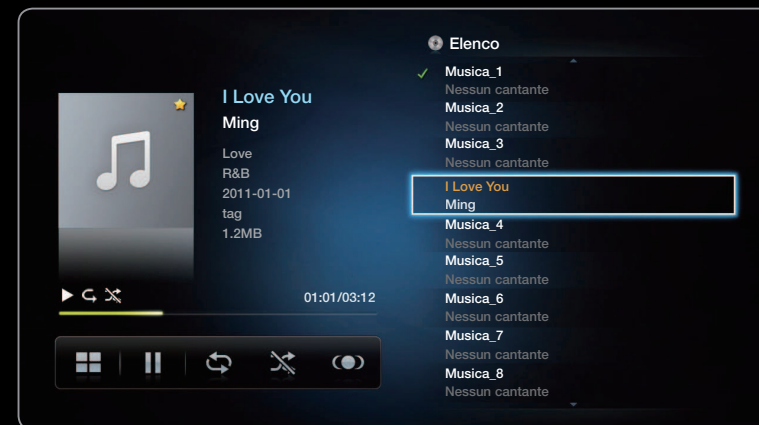 I Love You
Ming
Love
R&B
2011-01-01
tag
1.2MB
01:01/03:12
Elenco
Musica_1
Nessun cantante
Musica_2
Nessun cantante
Musica_3
Nessun cantante
I Love You
Ming
Musica_4
Nessun cantante
Musica_5
Nessun cantante
Musica_6
Nessun cantante
Musica_7
Nessun cantante
Musica_8
Nessun cantante